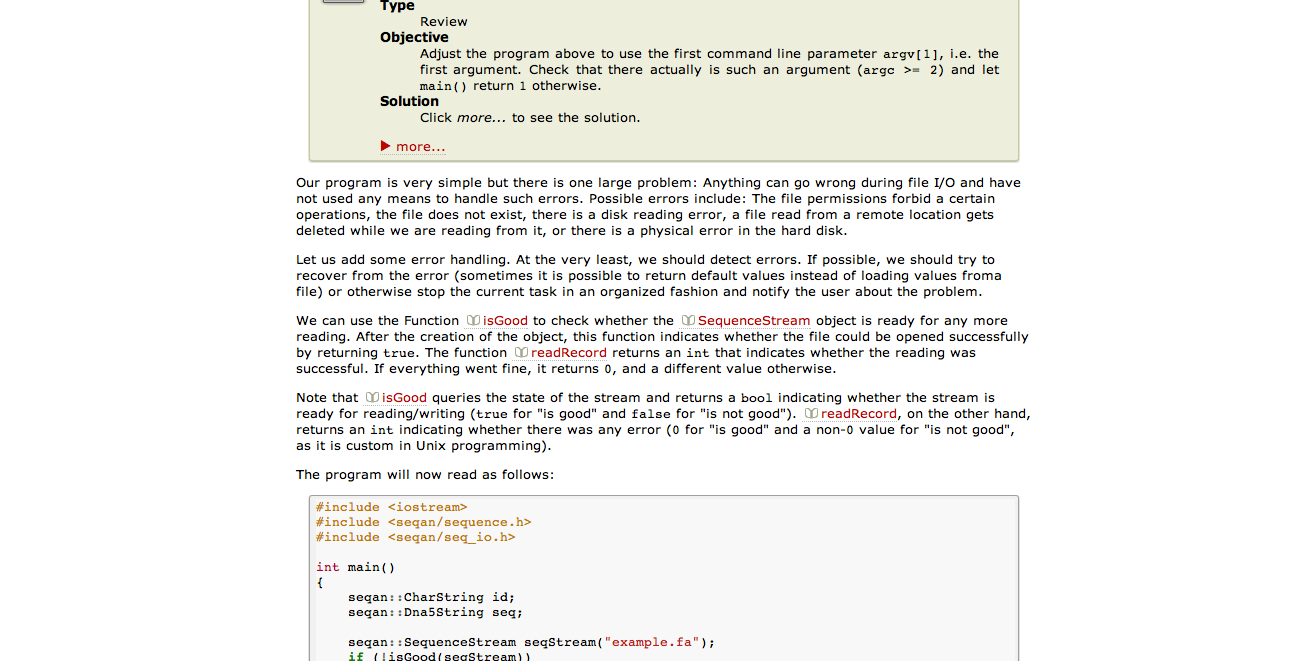 Type
Review
Objective
Adjust the program above to use the first command line parameter argv[1], i.e. the
first argument. Check that there actually is such an argument (argc >= 2) and let
main() return 1 otherwise.
Solution
Click more... to see the solution.
more...
Our program is very simple but there is one large problem: Anything can go wrong during file I/O and have
not used any means to handle such errors. Possible errors include: The file permissions forbid a certain
operations, the file does not exist, there is a disk reading error, a file read from a remote location gets
deleted while we are reading from it, or there is a physical error in the hard disk.
Let us add some error handling. At the very least, we should detect errors. If possible, we should try to
recover from the error (sometimes it is possible to return default values instead of loading values froma
file) or otherwise stop the current task in an organized fashion and notify the user about the problem.
We can use the Function isGood to check whether the SequenceStream object is ready for any more
reading. After the creation of the object, this function indicates whether the file could be opened successfully
by returning true. The function readRecord returns an int that indicates whether the reading was
successful. If everything went fine, it returns 0, and a different value otherwise.
Note that isGood queries the state of the stream and returns a bool indicating whether the stream is
ready for reading/writing (true for "is good" and false for "is not good"). readRecord, on the other hand,
returns an int indicating whether there was any error (0 for "is good" and a non-0 value for "is not good",
as it is custom in Unix programming).
The program will now read as follows:
#include <iostream>
#include <seqan/sequence.h>
#include <seqan/seq_io.h>
int main()
{
seqan::CharString id;
seqan::Dna5String seq;
seqan::SequenceStream seqStream("example.fa");
if (!isGood(seqStream))